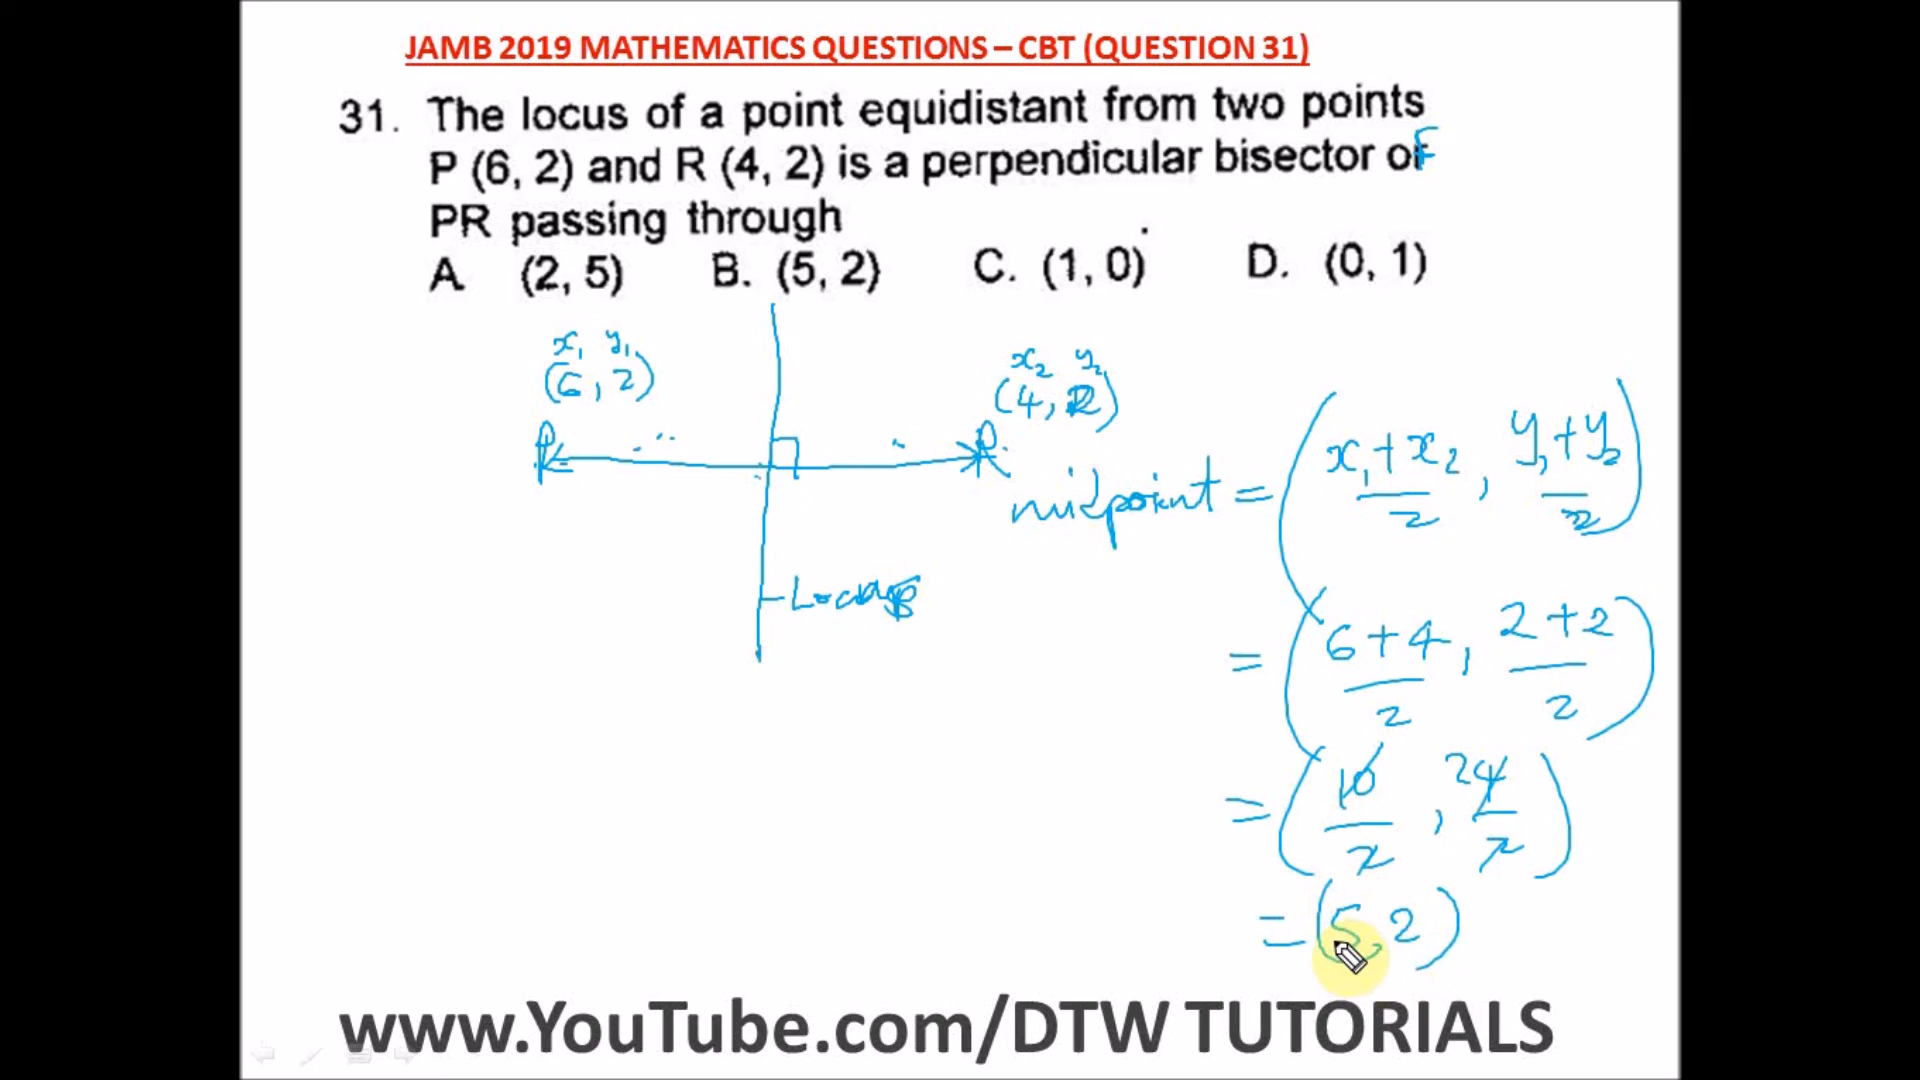 JAMB 2019 MATHEMATICS QUESTIONS – CBT (QUESTION 31)
31. The locus of a point equidistant from two points
P (6, 2) and R (4, 2) is a perpendicular bisector of
PR passing through
A. (2, 5) B. (5, 2) C. (1, 0) D. (0, 1)
x₁ y₁
(6, 2)
x₂ y₂
(4, 2)
P R
midpoint = (x₁+x₂/2, y₁+y₂/2)
Locus
= (6+4/2, 2+2/2)
= (10/2, 24/2)
= (5, 2)
www.YouTube.com/DTW TUTORIALS